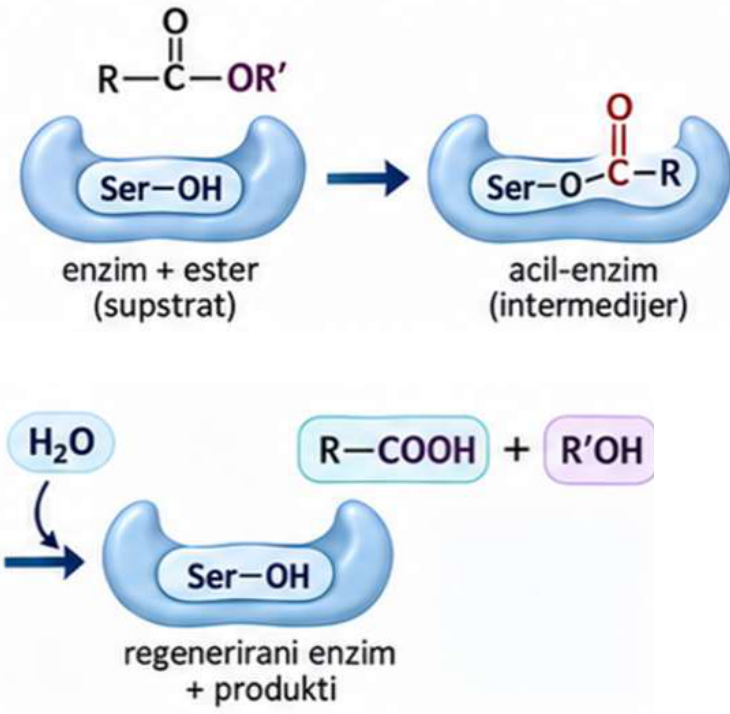 O
R—C—OR′
Ser—OH
enzim + ester
(supstrat)
O
Ser—O—C—R
acil-enzim
(intermedijer)
H₂O
R—COOH + R′OH
Ser—OH
regenerirani enzim
+ produkti